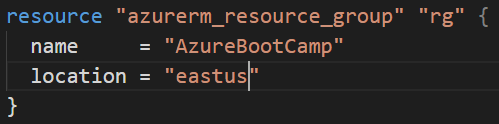 resource "azurerm_resource_group" "rg" {
  name     = "AzureBootCamp"
  location = "eastus"
}